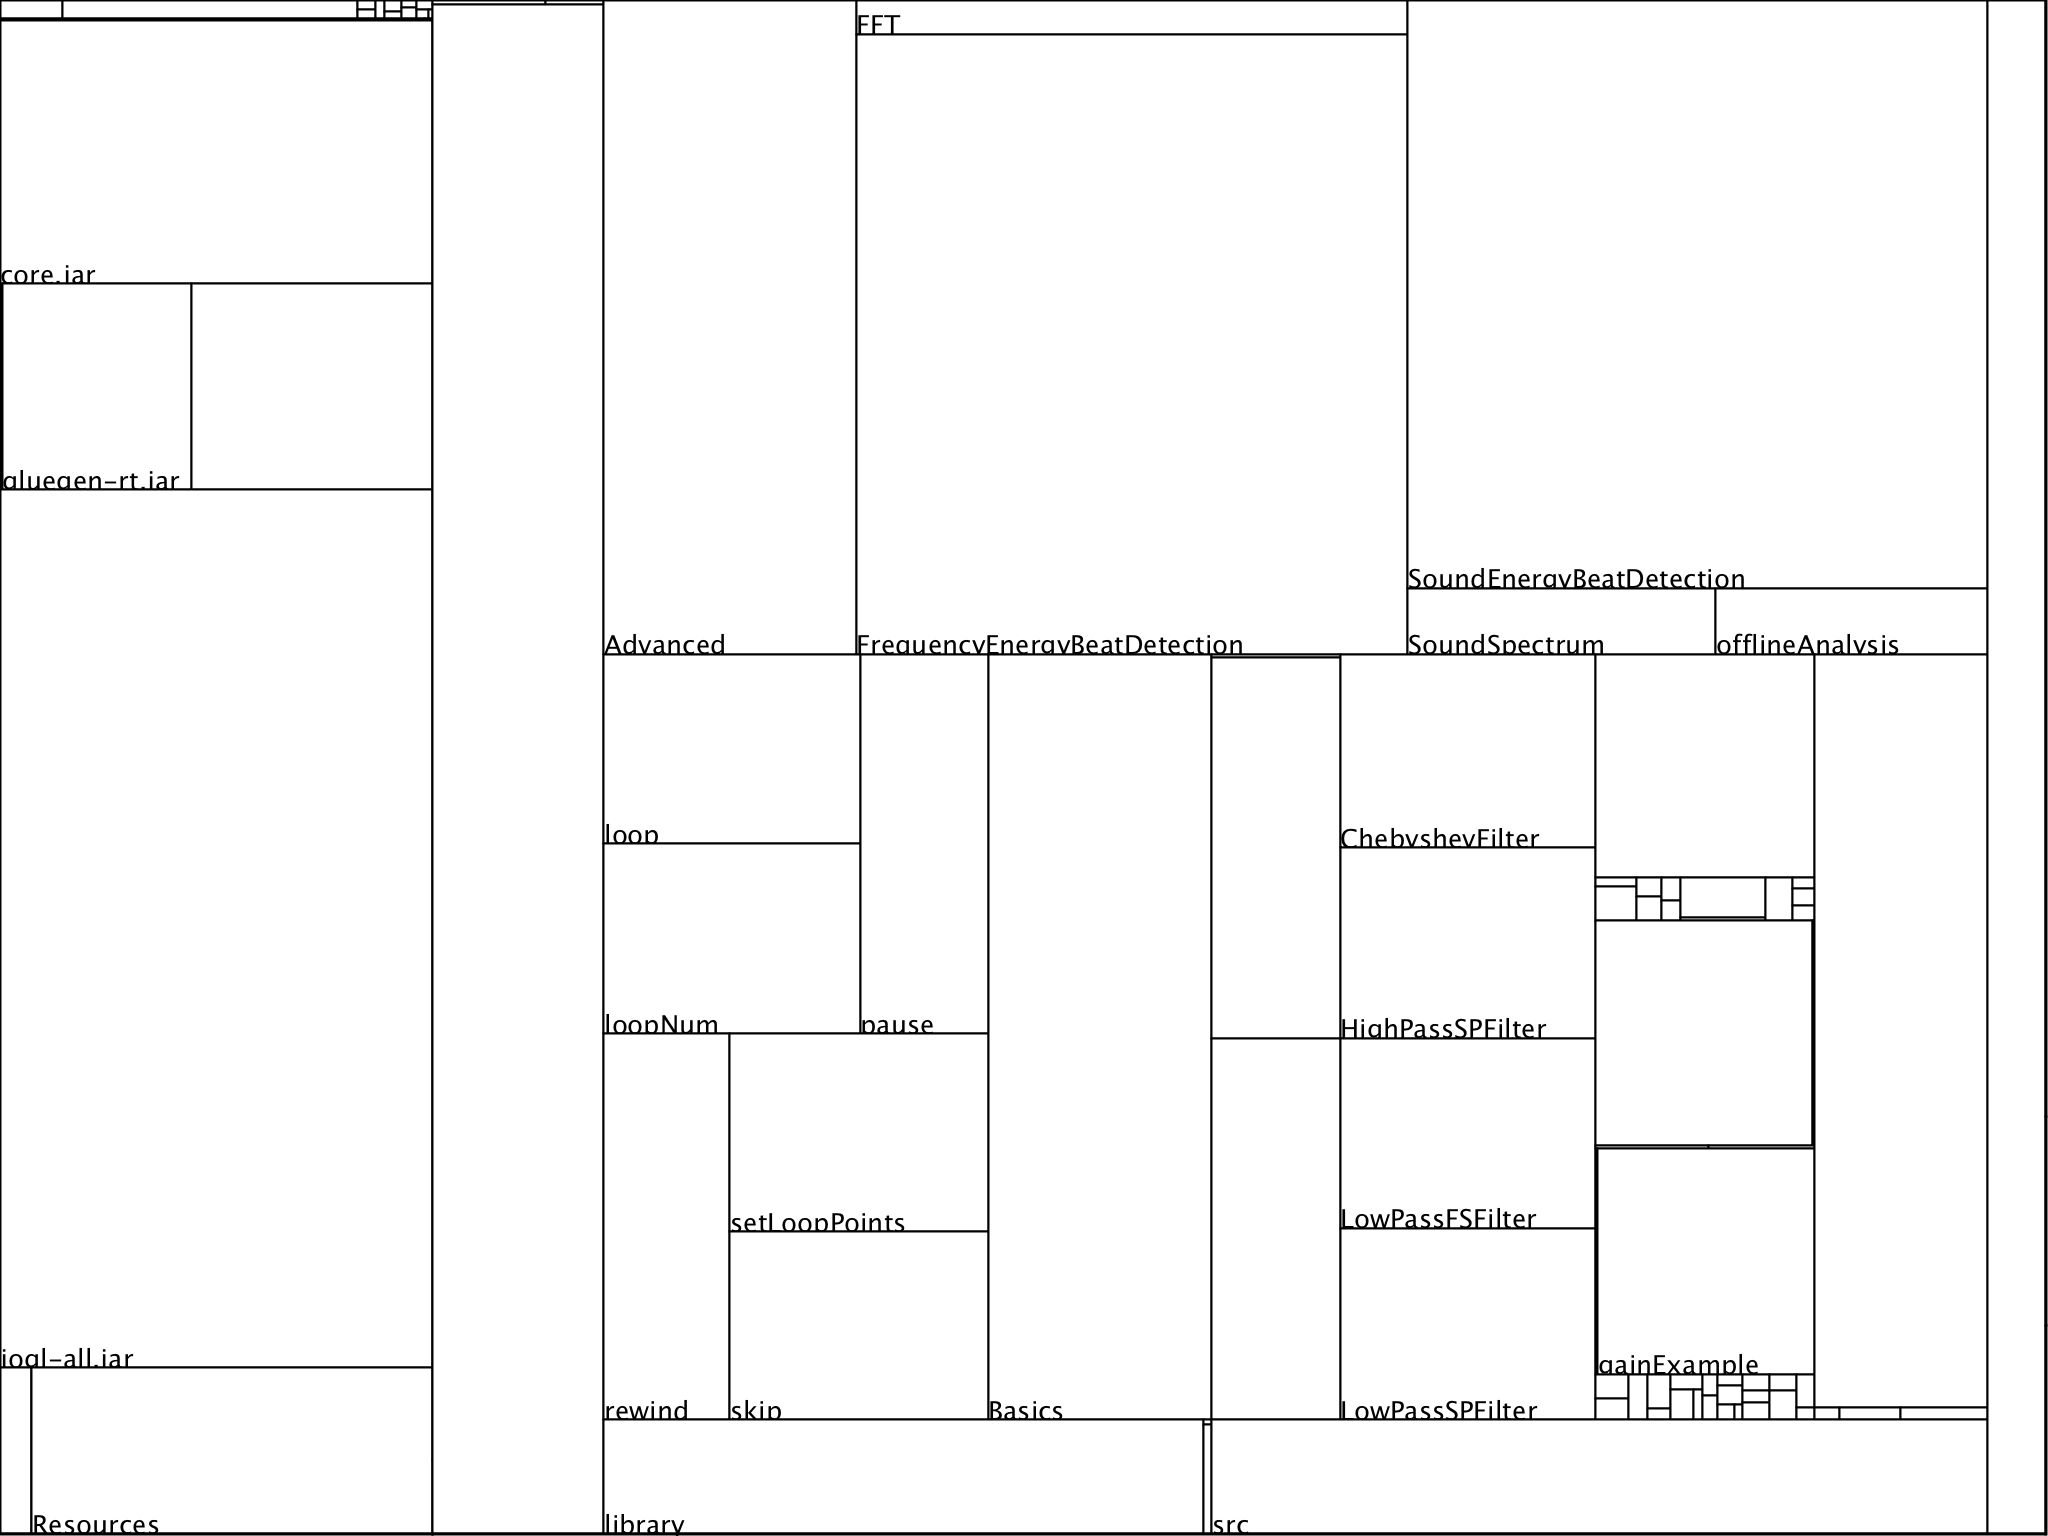 FFT
core.jar
gluegen-rt.jar
SoundEnergyBeatDetection
Advanced
FrequencyEnergyBeatDetection
SoundSpectrum
offlineAnalysis
loop
ChebyshevFilter
loopNum
pause
HighPassSPFilter
setLoopPoints
LowPassFSFilter
jogl-all.jar
gainExample
rewind
skip
Basics
LowPassSPFilter
Resources
library
src